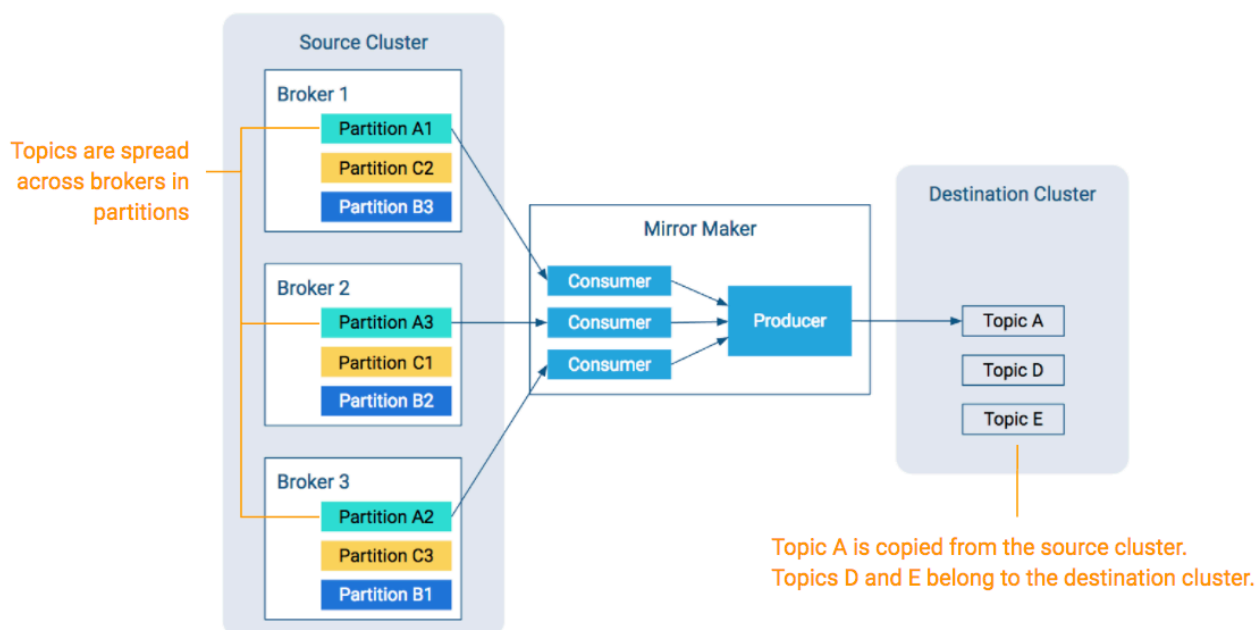 Source Cluster
Broker 1
Partition A1
Partition C2
Partition B3
Topics are spread
across brokers in
partitions
Broker 2
Partition A3
Partition C1
Partition B2
Broker 3
Partition A2
Partition C3
Partition B1
Mirror Maker
Consumer
Consumer
Consumer
Producer
Destination Cluster
Topic A
Topic D
Topic E
Topic A is copied from the source cluster.
Topics D and E belong to the destination cluster.